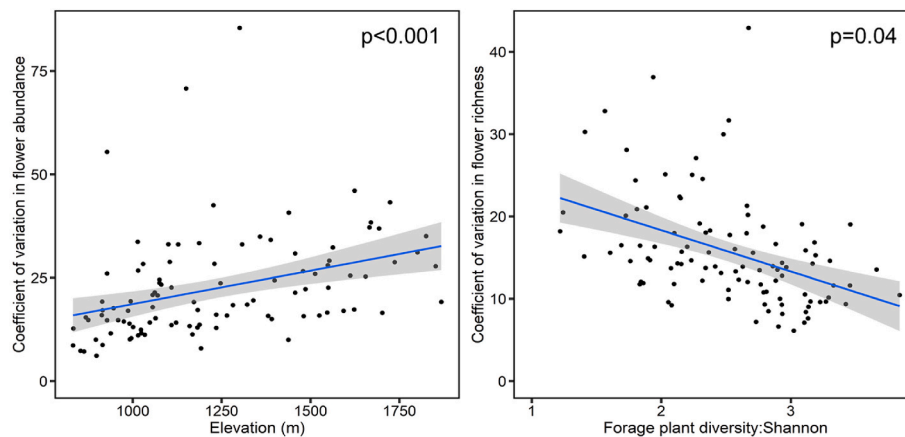 p<0.001
Coefficient of variation in flower abundance
75
50
25
0
1000
1250
1500
1750
Elevation (m)
p=0.04
Coefficient of variation in flower richness
40
30
20
10
0
1
2
3
Forage plant diversity:Shannon